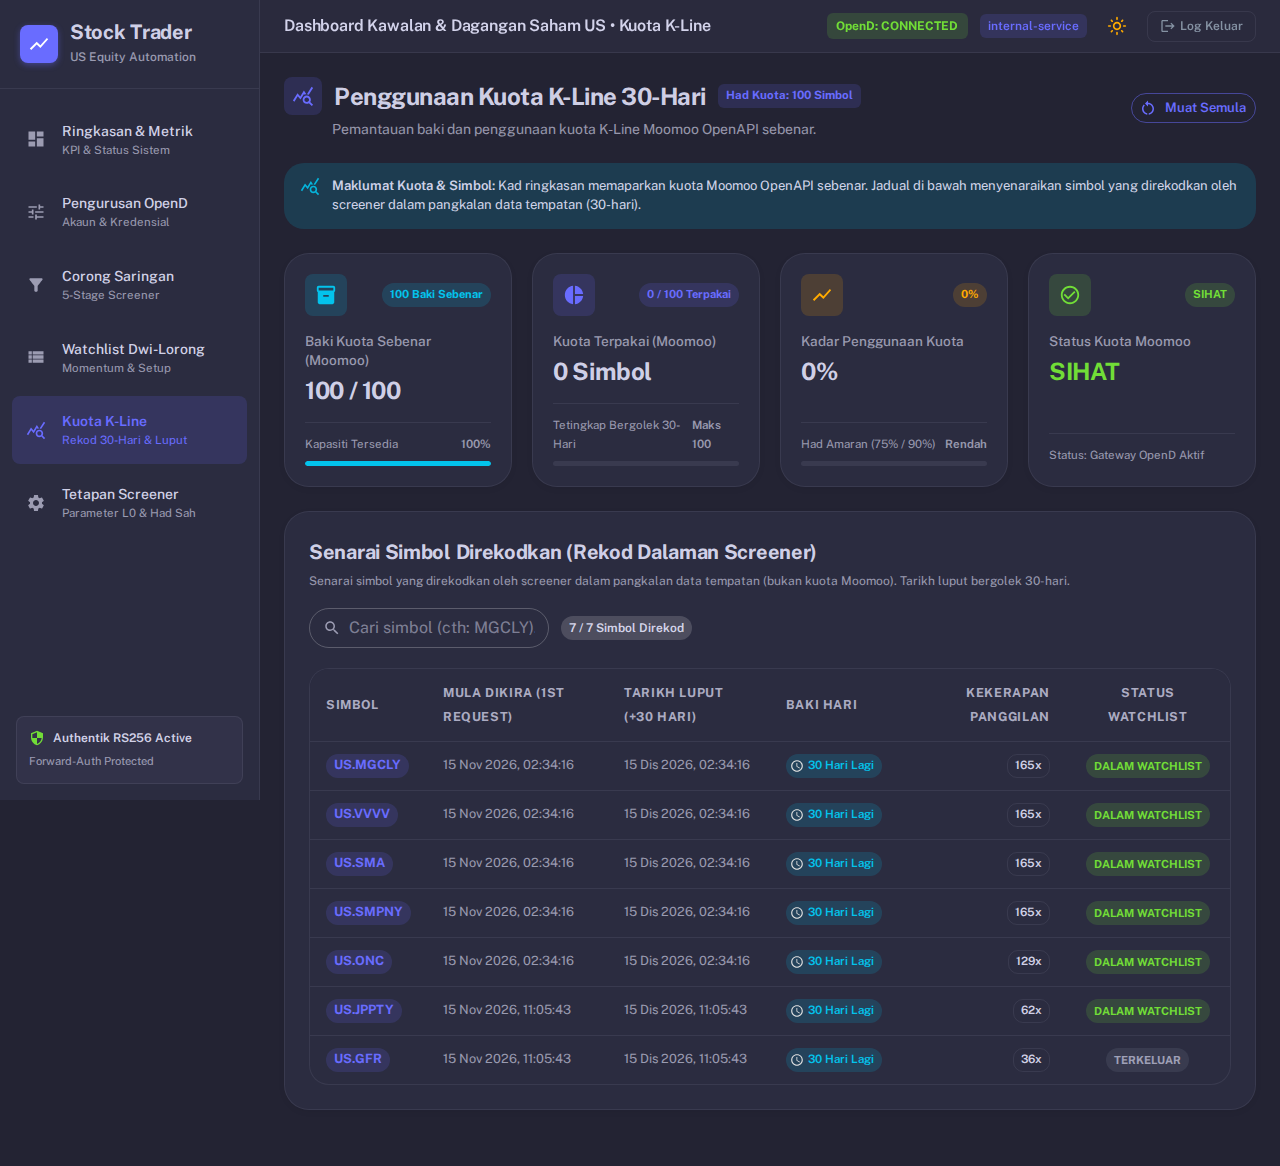 Stock Trader
US Equity Automation
Ringkasan & Metrik
KPI & Status Sistem
Pengurusan OpenD
Akaun & Kredensial
Corong Saringan
5-Stage Screener
Watchlist Dwi-Lorong
Momentum & Setup
Kuota K-Line
Rekod 30-Hari & Luput
Tetapan Screener
Parameter L0 & Had Sah
Authentik RS256 Active
Forward-Auth Protected
Dashboard Kawalan & Dagangan Saham US • Kuota K-Line
OpenD: CONNECTED
internal-service
Log Keluar
Penggunaan Kuota K-Line 30-Hari
Had Kuota: 100 Simbol
Pemantauan baki dan penggunaan kuota K-Line Moomoo OpenAPI sebenar.
Muat Semula
Maklumat Kuota & Simbol: Kad ringkasan memaparkan kuota Moomoo OpenAPI sebenar. Jadual di bawah menyenaraikan simbol yang direkodkan oleh
screener dalam pangkalan data tempatan (30-hari).
100 Baki Sebenar
Baki Kuota Sebenar
(Moomoo)
100 / 100
Kapasiti Tersedia 100%
0 / 100 Terpakai
Kuota Terpakai (Moomoo)
0 Simbol
Tetingkap Bergolek 30-
Hari
Maks
100
0%
Kadar Penggunaan Kuota
0%
Had Amaran (75% / 90%) Rendah
SIHAT
Status Kuota Moomoo
SIHAT
Status: Gateway OpenD Aktif
Senarai Simbol Direkodkan (Rekod Dalaman Screener)
Senarai simbol yang direkodkan oleh screener dalam pangkalan data tempatan (bukan kuota Moomoo). Tarikh luput bergolek 30-hari.
Cari simbol (cth: MGCLY)
7 / 7 Simbol Direkod
SIMBOL
MULA DIKIRA (1ST
REQUEST)
TARIKH LUPUT
(+30 HARI)
BAKI HARI
KEKERAPAN
PANGGILAN
STATUS
WATCHLIST
US.MGCLY 15 Nov 2026, 02:34:16 15 Dis 2026, 02:34:16 30 Hari Lagi 165x DALAM WATCHLIST
US.VVVV 15 Nov 2026, 02:34:16 15 Dis 2026, 02:34:16 30 Hari Lagi 165x DALAM WATCHLIST
US.SMA 15 Nov 2026, 02:34:16 15 Dis 2026, 02:34:16 30 Hari Lagi 165x DALAM WATCHLIST
US.SMPNY 15 Nov 2026, 02:34:16 15 Dis 2026, 02:34:16 30 Hari Lagi 165x DALAM WATCHLIST
US.ONC 15 Nov 2026, 02:34:16 15 Dis 2026, 02:34:16 30 Hari Lagi 129x DALAM WATCHLIST
US.JPPTY 15 Nov 2026, 11:05:43 15 Dis 2026, 11:05:43 30 Hari Lagi 62x DALAM WATCHLIST
US.GFR 15 Nov 2026, 11:05:43 15 Dis 2026, 11:05:43 30 Hari Lagi 36x TERKELUAR